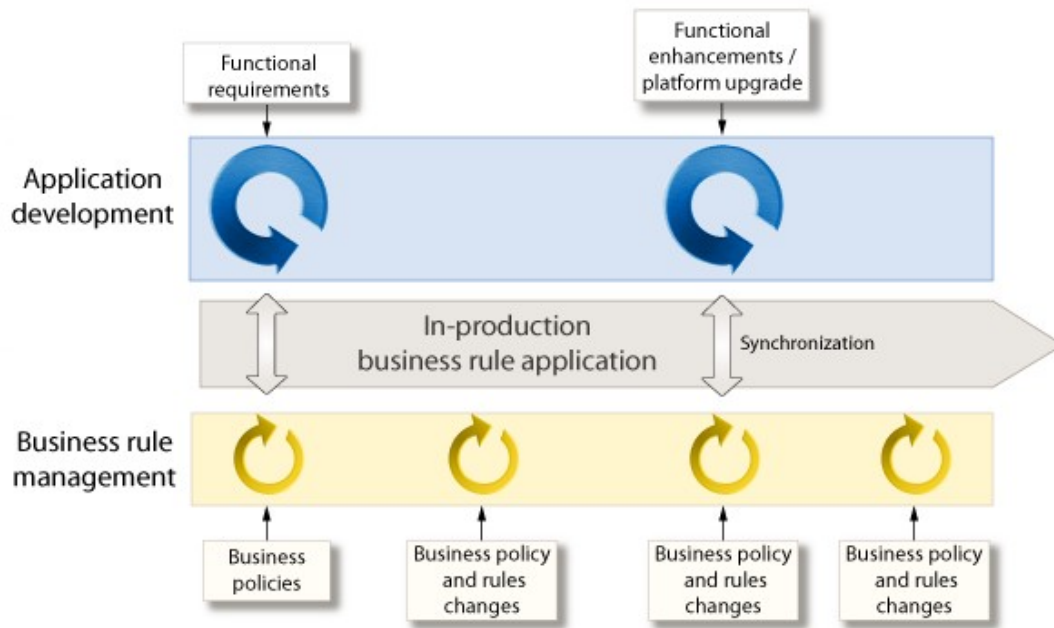 Functional
requirements
Functional
enhancements /
platform upgrade
Application
development
In-production
business rule application
Synchronization
Business rule
management
Business
policies
Business policy
and rules
changes
Business policy
and rules
changes
Business policy
and rules
changes